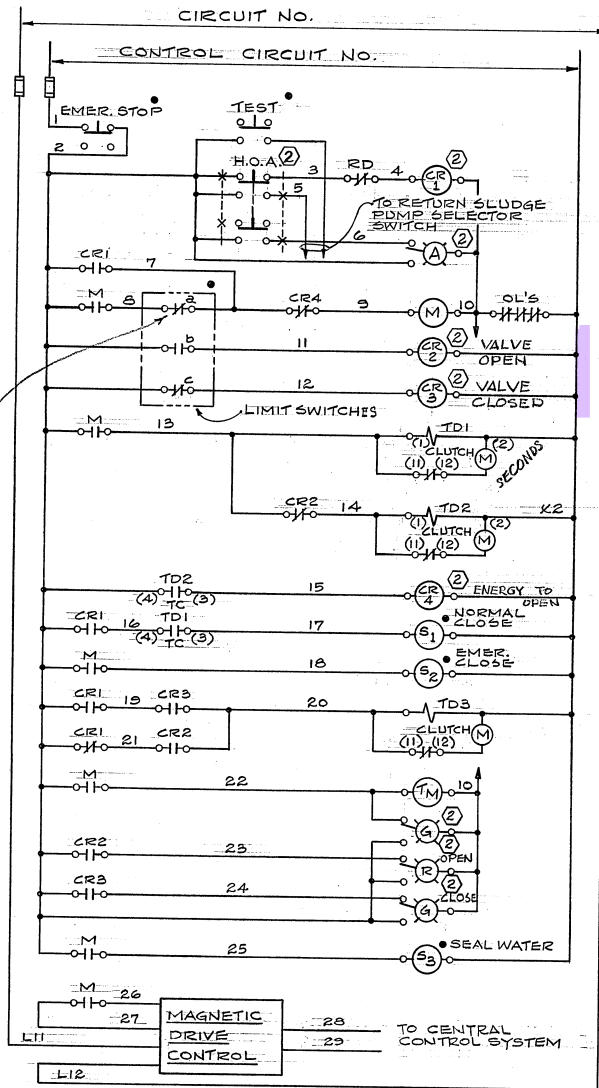 CIRCUIT NO.
CONTROL CIRCUIT NO.
EMER. STOP
TEST
1
2
H.O.A. 2
3 RD 4 CR 1 2
5
TO RETURN SLUDGE
PUMP SELECTOR
SWITCH
6 A 2
CR1 7
M 8 a CR4 9 M 10 OL'S
b 11 CR 2 2 VALVE
OPEN
c 12 CR 3 2 VALVE
CLOSED
LIMIT SWITCHES
M 13 TD1
(1) CLUTCH (2)
(11) (12) M SECONDS
CR2 14 TD2 X2
(1) CLUTCH (2)
(11) (12) M
TD2 15 CR 4 2 ENERGY TO
OPEN
(4) TC (3)
CR1 16 TD1 17 S1 NORMAL
CLOSE
(4) TC (3)
M 18 S2 EMER.
CLOSE
CR1 19 CR3 20 TD3
CLUTCH M
CR1 21 CR2 (11) (12)
M 22 TM 10
G 2
CR2 23 R 2 OPEN
CR3 24 G 2 CLOSE
M 25 S3 SEAL WATER
M 26
27
MAGNETIC
DRIVE
CONTROL
28
29
TO CENTRAL
CONTROL SYSTEM
L11
L12